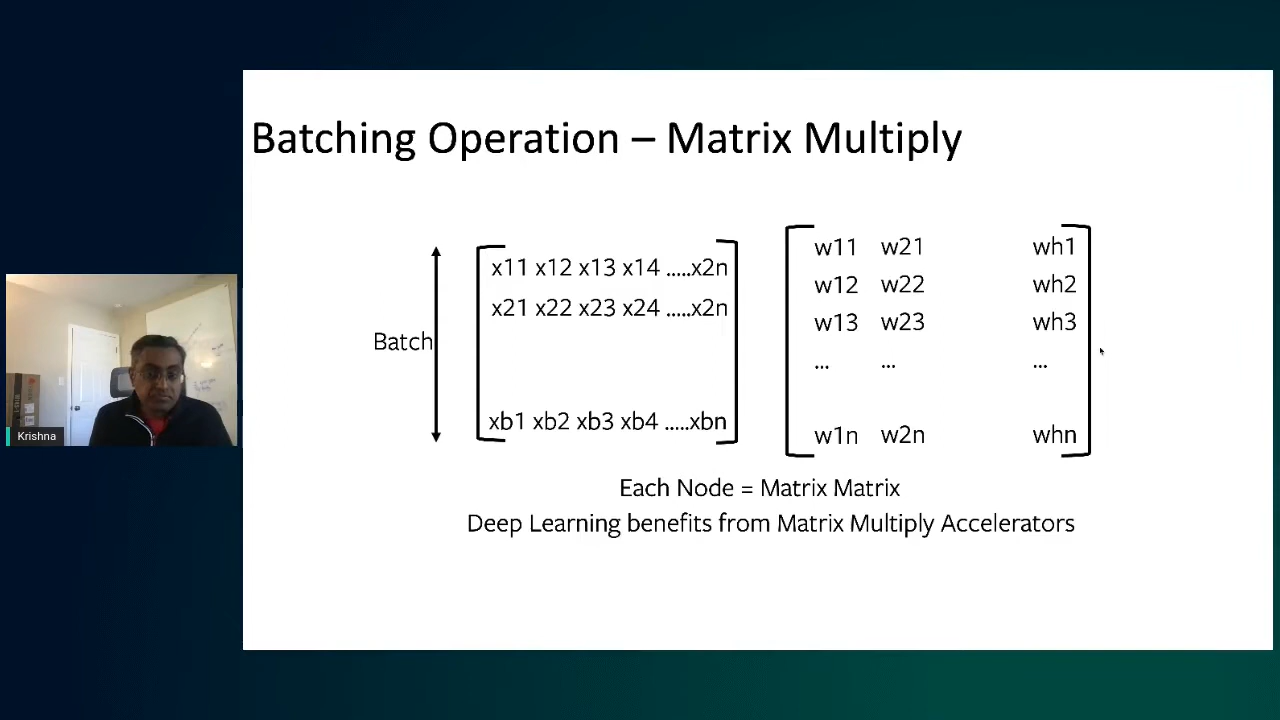 Batching Operation – Matrix Multiply
Batch
x11 x12 x13 x14 .....x2n
x21 x22 x23 x24 .....x2n
xb1 xb2 xb3 xb4 .....xbn
w11 w21 wh1
w12 w22 wh2
w13 w23 wh3
... ... ...
w1n w2n whn
Each Node = Matrix Matrix
Deep Learning benefits from Matrix Multiply Accelerators
Krishna